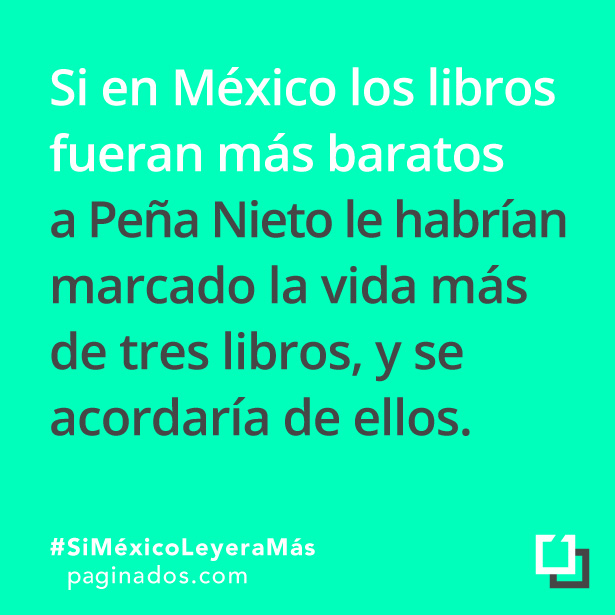 Si en México los libros
fueran más baratos
a Peña Nieto le habrían
marcado la vida más
de tres libros, y se
acordaría de ellos.
#SiMéxicoLeyeraMás
paginados.com